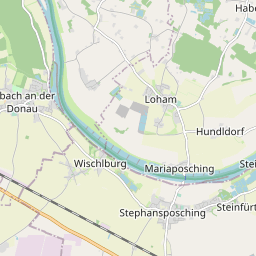 Habe
bach an der
Donau
Loham
Hundldorf
Wischlburg
Mariaposching
Stei
Stephansposching
Steinfürt